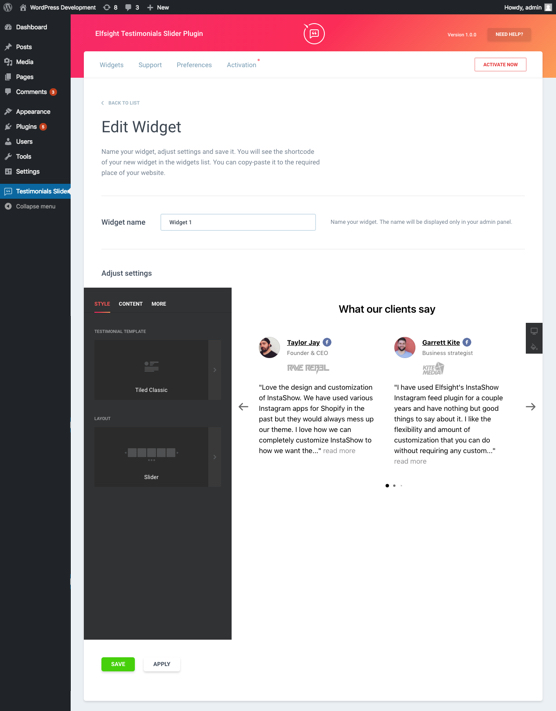 WordPress Development 8 3 New Howdy, admin
Dashboard
Posts
Media
Pages
Comments 3
Appearance
Plugins 6
Users
Tools
Settings
Testimonials Slider
Collapse menu
Elfsight Testimonials Slider Plugin
Version 1.0.0
NEED HELP?
Widgets Support Preferences Activation
ACTIVATE NOW
BACK TO LIST
Edit Widget
Name your widget, adjust settings and save it. You will see the shortcode
of your new widget in the widgets list. You can copy-paste it to the required
place of your website.
Widget name
Widget 1
Name your widget. The name will be displayed only in your admin panel.
Adjust settings
STYLE CONTENT MORE
TESTIMONIAL TEMPLATE
Tiled Classic
LAYOUT
Slider
What our clients say
Taylor Jay
Founder & CEO
"Love the design and customization
of InstaShow. We have used various
Instagram apps for Shopify in the
past but they would always mess up
our theme. I love how we can
completely customize InstaShow to
how we want the..." read more
Garrett Kite
Business strategist
KITE
MEDIA
"I have used Elfsight's InstaShow
Instagram feed plugin for a couple
years and have nothing but good
things to say about it. I like the
flexibility and amount of
customization that you can do
without requiring any custom..."
read more
SAVE
APPLY